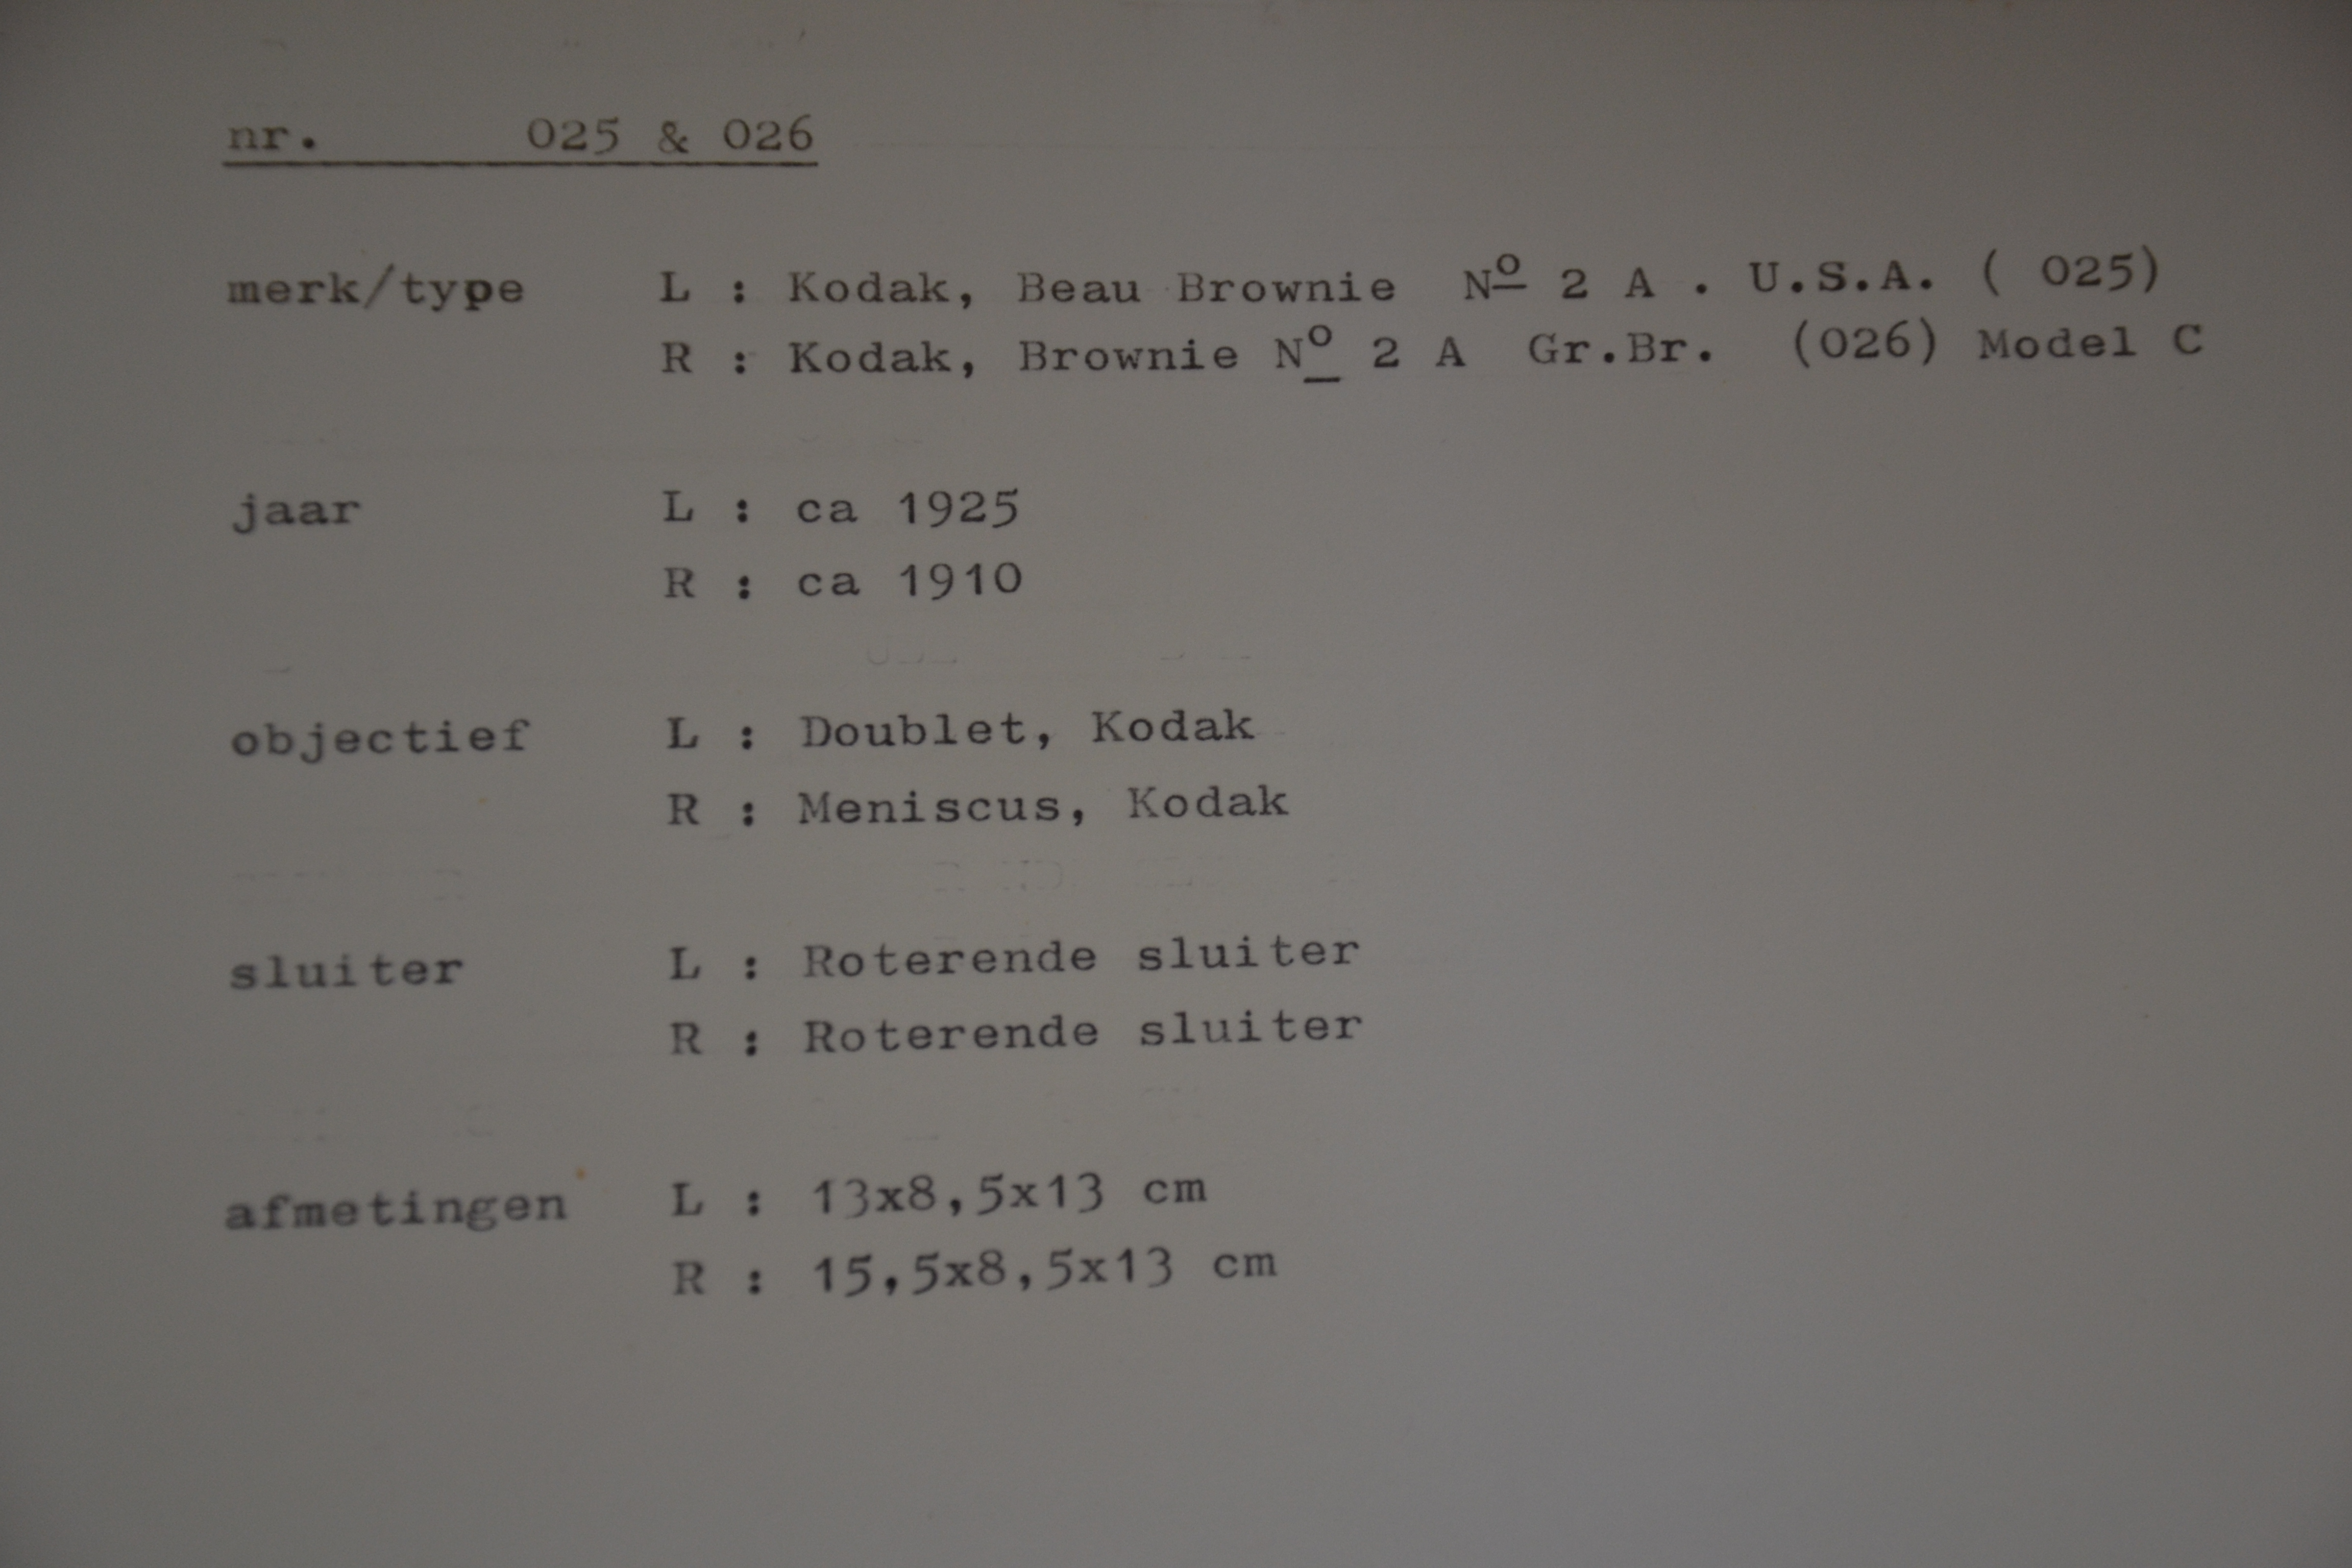 nr. 025 & 026
merk/type L : Kodak, Beau Brownie Nº 2 A . U.S.A. ( 025)
R : Kodak, Brownie Nº 2 A Gr.Br. (026) Model C
jaar L : ca 1925
R : ca 1910
objectief L : Doublet, Kodak
R : Meniscus, Kodak
sluiter L : Roterende sluiter
R : Roterende sluiter
afmetingen L : 13x8,5x13 cm
R : 15,5x8,5x13 cm